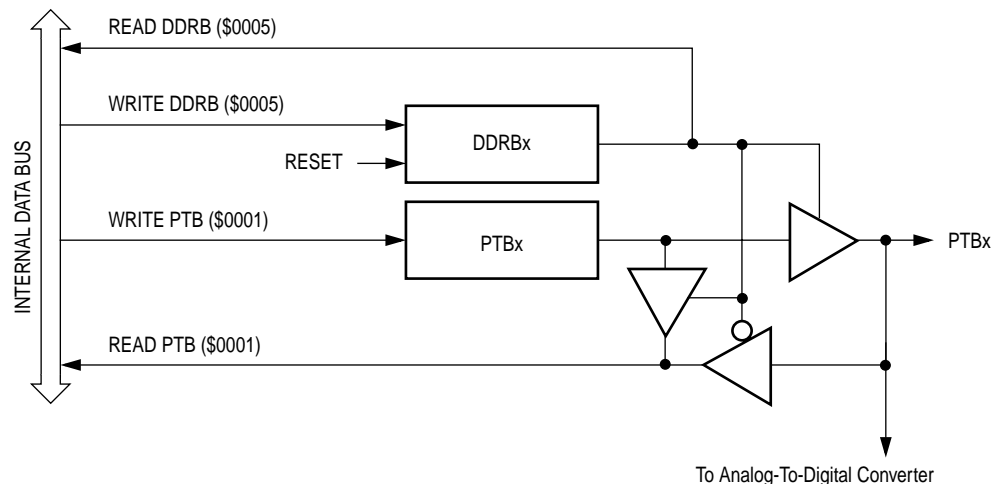 READ DDRB ($0005)
WRITE DDRB ($0005)
DDRBx
RESET
INTERNAL DATA BUS
WRITE PTB ($0001)
PTBx
PTBx
READ PTB ($0001)
To Analog-To-Digital Converter